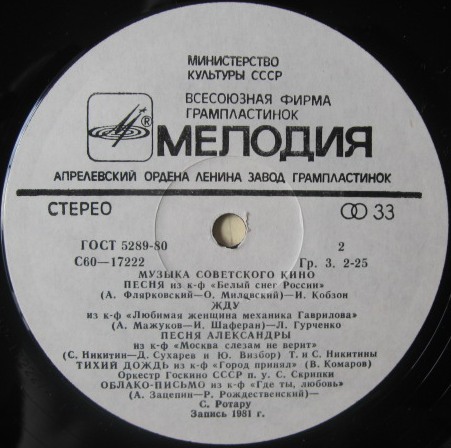 МИНИСТЕРСТВО
КУЛЬТУРЫ СССР
ВСЕСОЮЗНАЯ ФИРМА
ГРАМПЛАСТИНОК
® МЕЛОДИЯ
АПРЕЛЕВСКИЙ ОРДЕНА ЛЕНИНА ЗАВОД ГРАМПЛАСТИНОК
СТЕРЕО 33
ГОСТ 5289-80 2
С60—17222 Гр. 3. 2-25
МУЗЫКА СОВЕТСКОГО КИНО
ПЕСНЯ из к-ф «Белый снег России»
(А. Флярковский—О. Милявский)—И. Кобзон
ЖДУ
из к-ф «Любимая женщина механика Гаврилова»
(А. Мажуков—И. Шаферан)—Л. Гурченко
ПЕСНЯ АЛЕКСАНДРЫ
из к-ф «Москва слезам не верит»
(С. Никитин—Д. Сухарев и Ю. Визбор) Т. и С. Никитины
ТИХИЙ ДОЖДЬ из к-ф «Город принял» (В. Комаров)
Оркестр Госкино СССР п. у. С. Скрипки
ОБЛАКО-ПИСЬМО из к-ф «Где ты, любовь»
(А. Зацепин—Р. Рождественский)—
С. Ротару
Запись 1981 г.